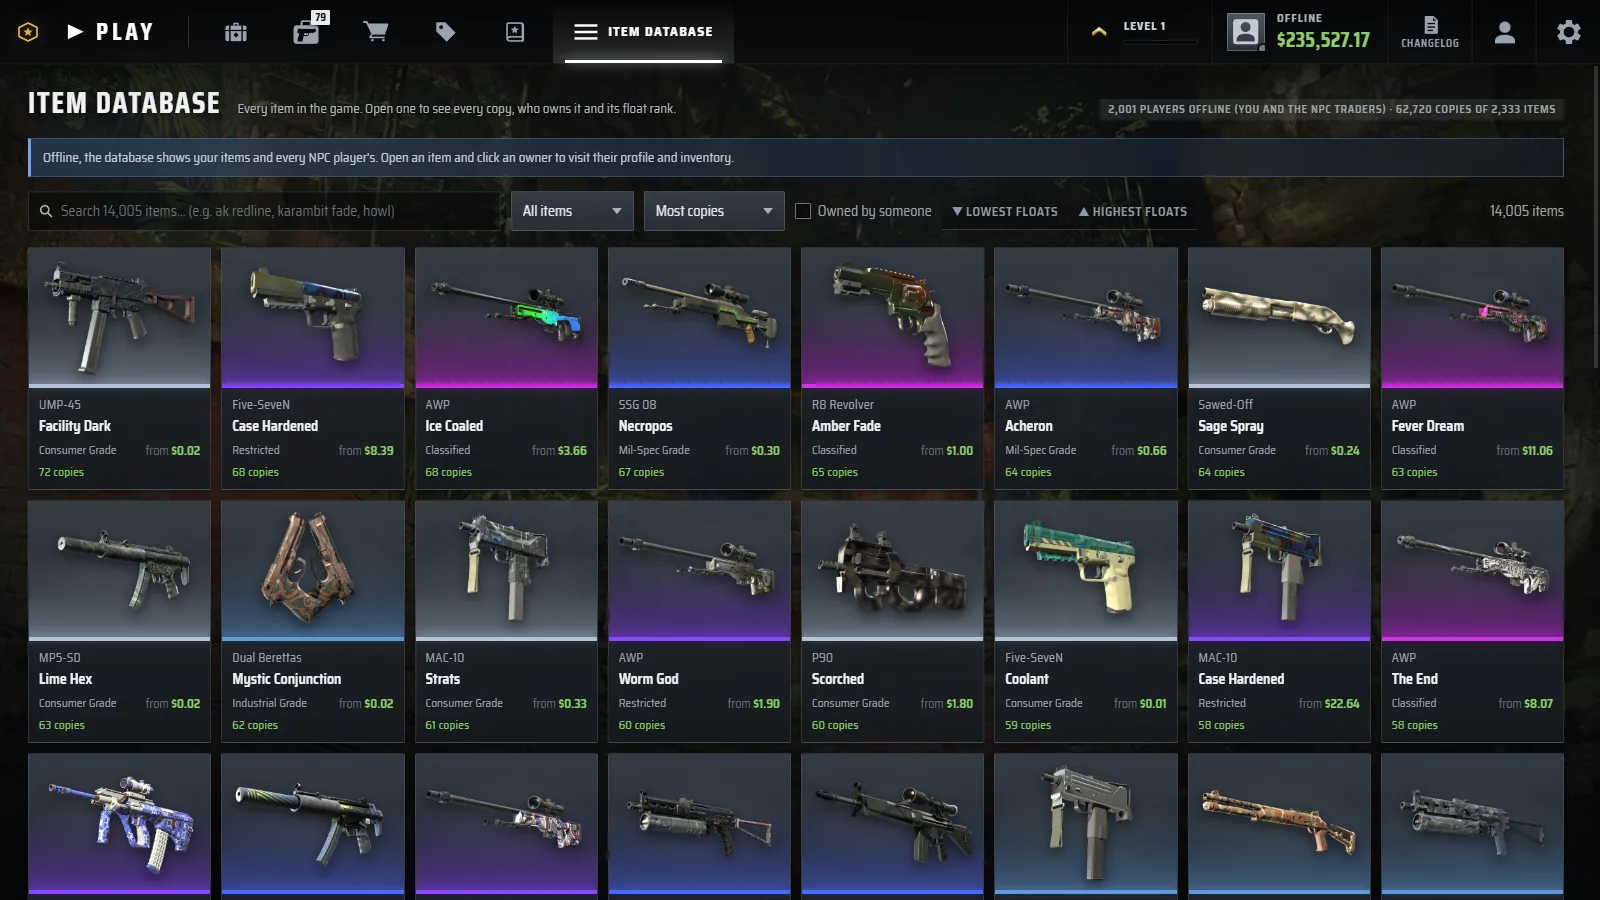 PLAY
79
ITEM DATABASE
LEVEL 1
OFFLINE
$235,527.17
CHANGELOG
ITEM DATABASE
Every item in the game. Open one to see every copy, who owns it and its float rank.
2,001 PLAYERS OFFLINE (YOU AND THE NPC TRADERS) · 62,720 COPIES OF 2,333 ITEMS
Offline, the database shows your items and every NPC player's. Open an item and click an owner to visit their profile and inventory.
Search 14,005 items... (e.g. ak redline, karambit fade, howl)
All items
Most copies
Owned by someone
▼ LOWEST FLOATS
▲ HIGHEST FLOATS
14,005 items
UMP-45
Facility Dark
Consumer Grade from $0.02
72 copies
Five-SeveN
Case Hardened
Restricted from $8.39
68 copies
AWP
Ice Coaled
Classified from $3.66
68 copies
SSG 08
Necropos
Mil-Spec Grade from $0.30
67 copies
R8 Revolver
Amber Fade
Classified from $1.00
65 copies
AWP
Acheron
Mil-Spec Grade from $0.66
64 copies
Sawed-Off
Sage Spray
Consumer Grade from $0.24
64 copies
AWP
Fever Dream
Classified from $11.06
63 copies
MP5-SD
Lime Hex
Consumer Grade from $0.02
63 copies
Dual Berettas
Mystic Conjunction
Industrial Grade from $0.02
62 copies
MAC-10
Strats
Consumer Grade from $0.33
61 copies
AWP
Worm God
Restricted from $1.90
60 copies
P90
Scorched
Consumer Grade from $1.80
60 copies
Five-SeveN
Coolant
Consumer Grade from $0.01
59 copies
MAC-10
Case Hardened
Restricted from $22.64
58 copies
AWP
The End
Classified from $8.07
58 copies